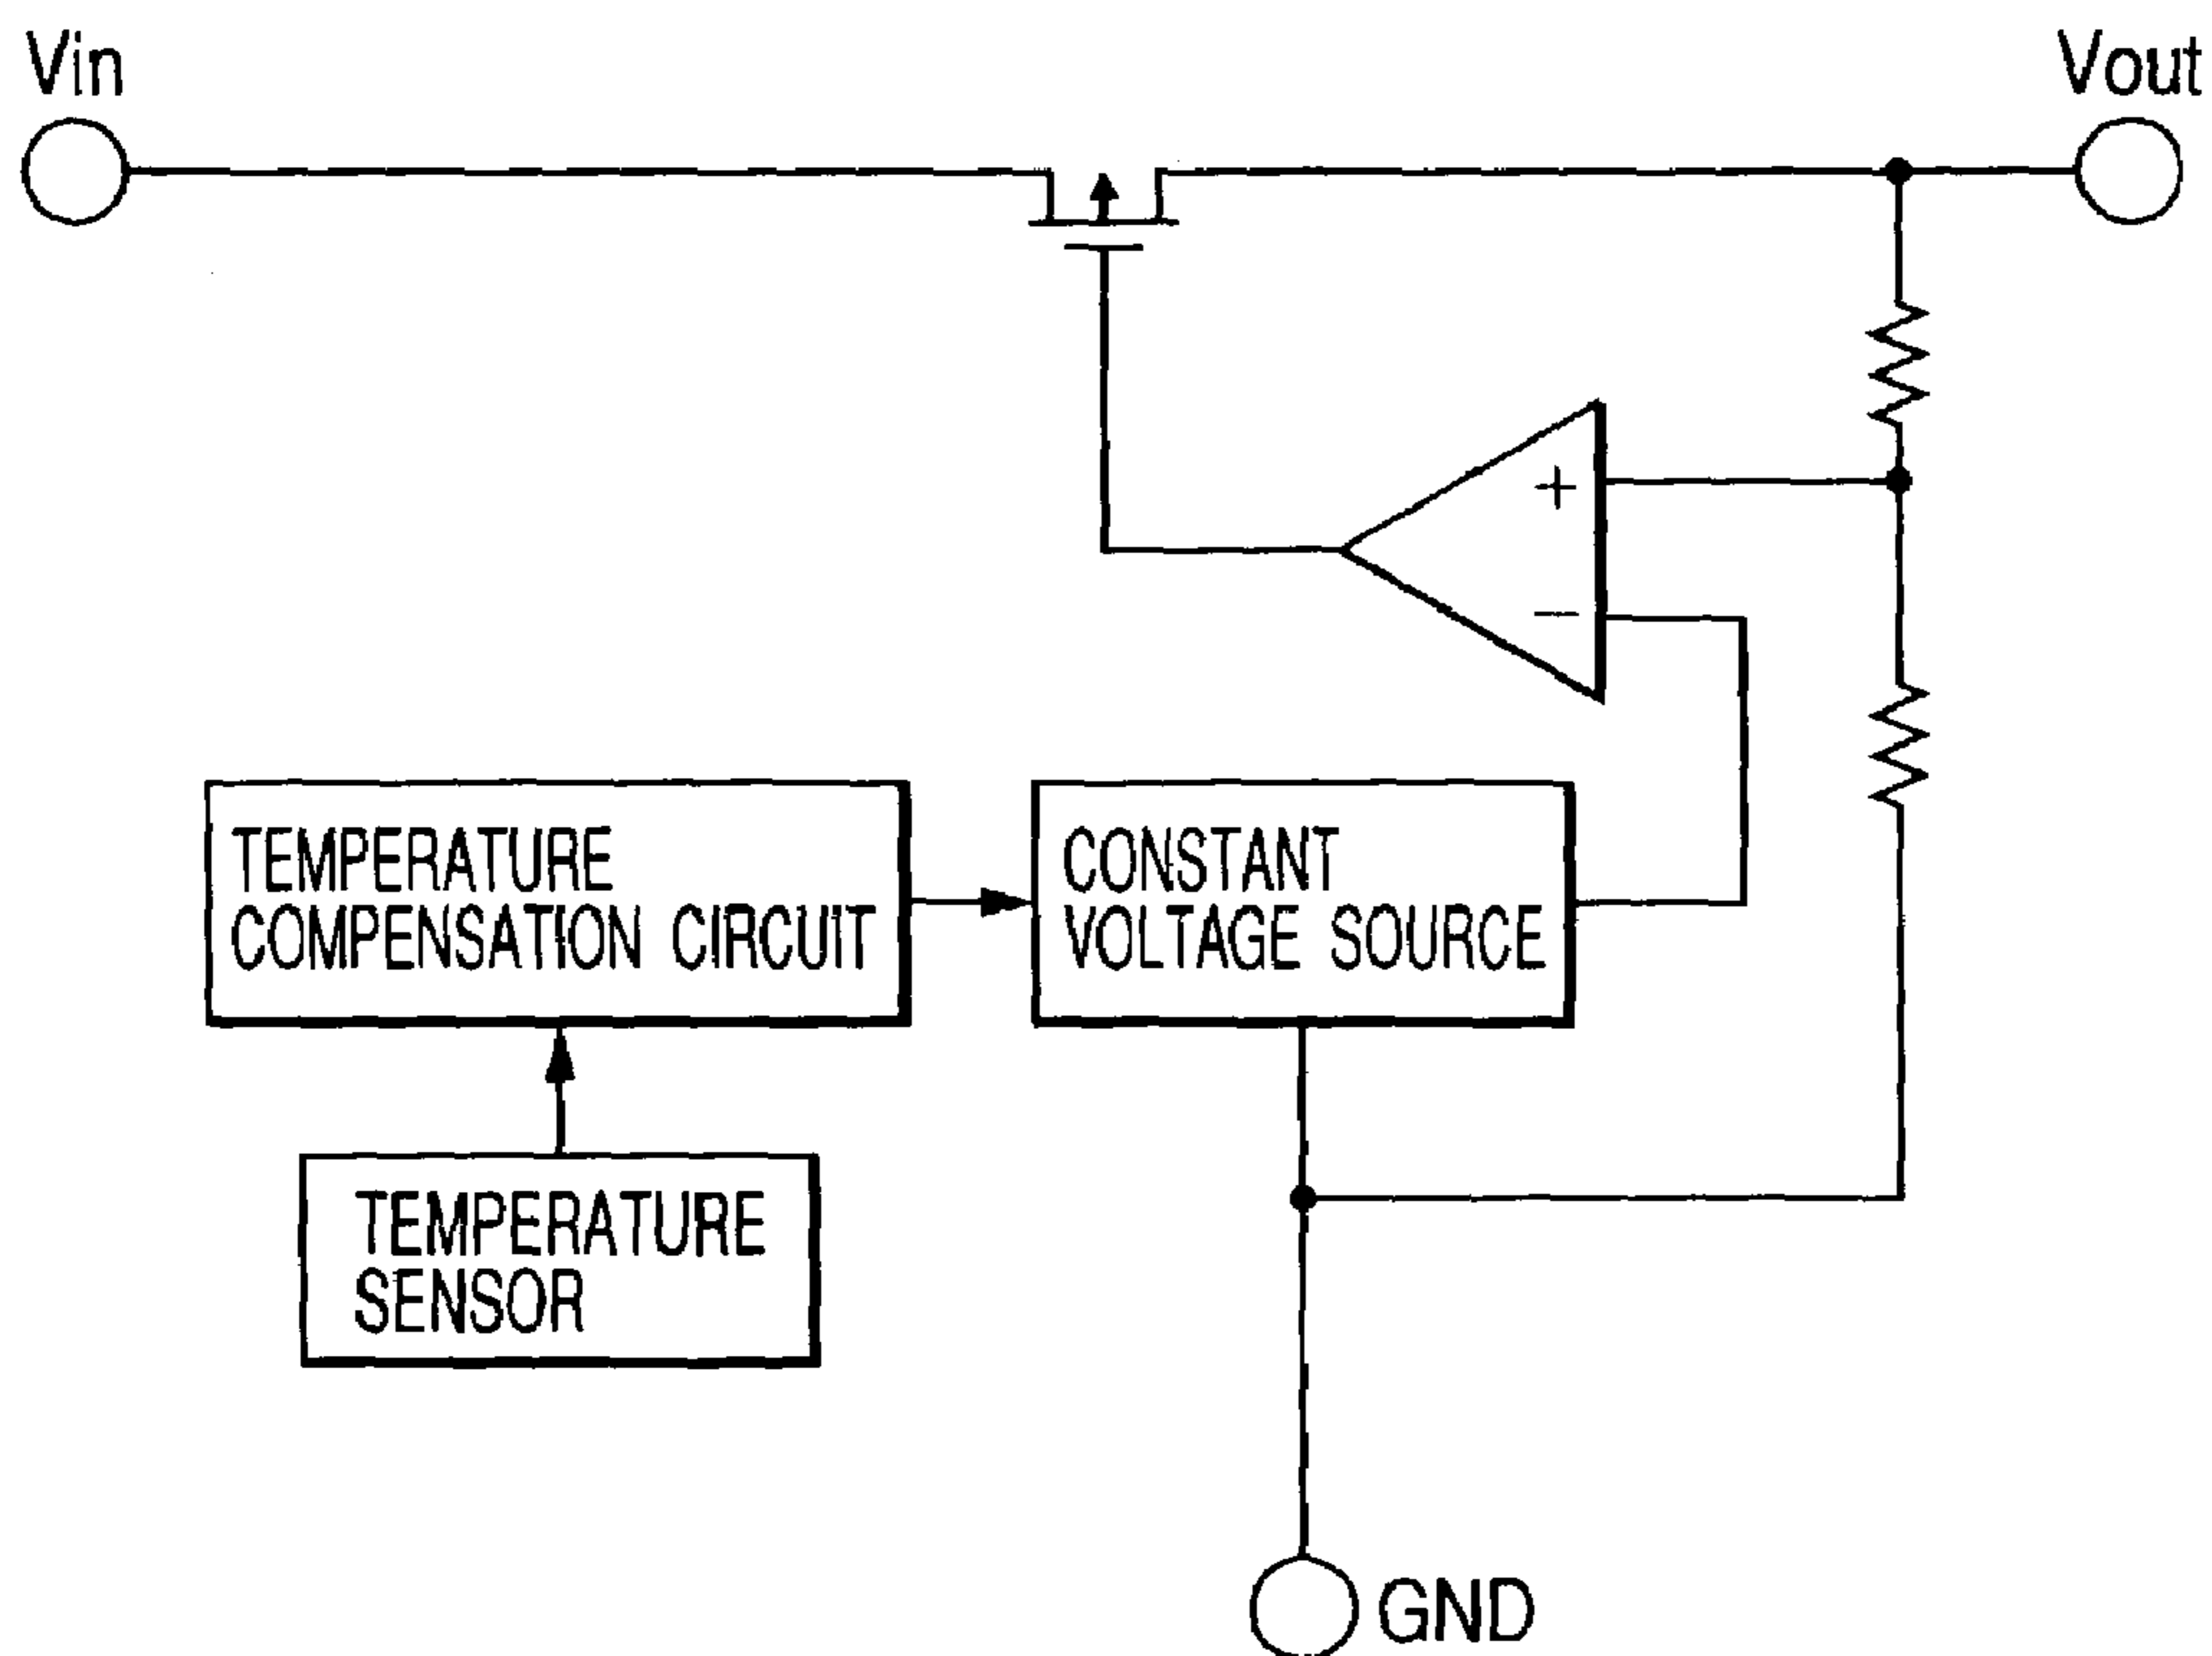 Vin
Vout
+
−
TEMPERATURE
COMPENSATION CIRCUIT
CONSTANT
VOLTAGE SOURCE
TEMPERATURE
SENSOR
GND